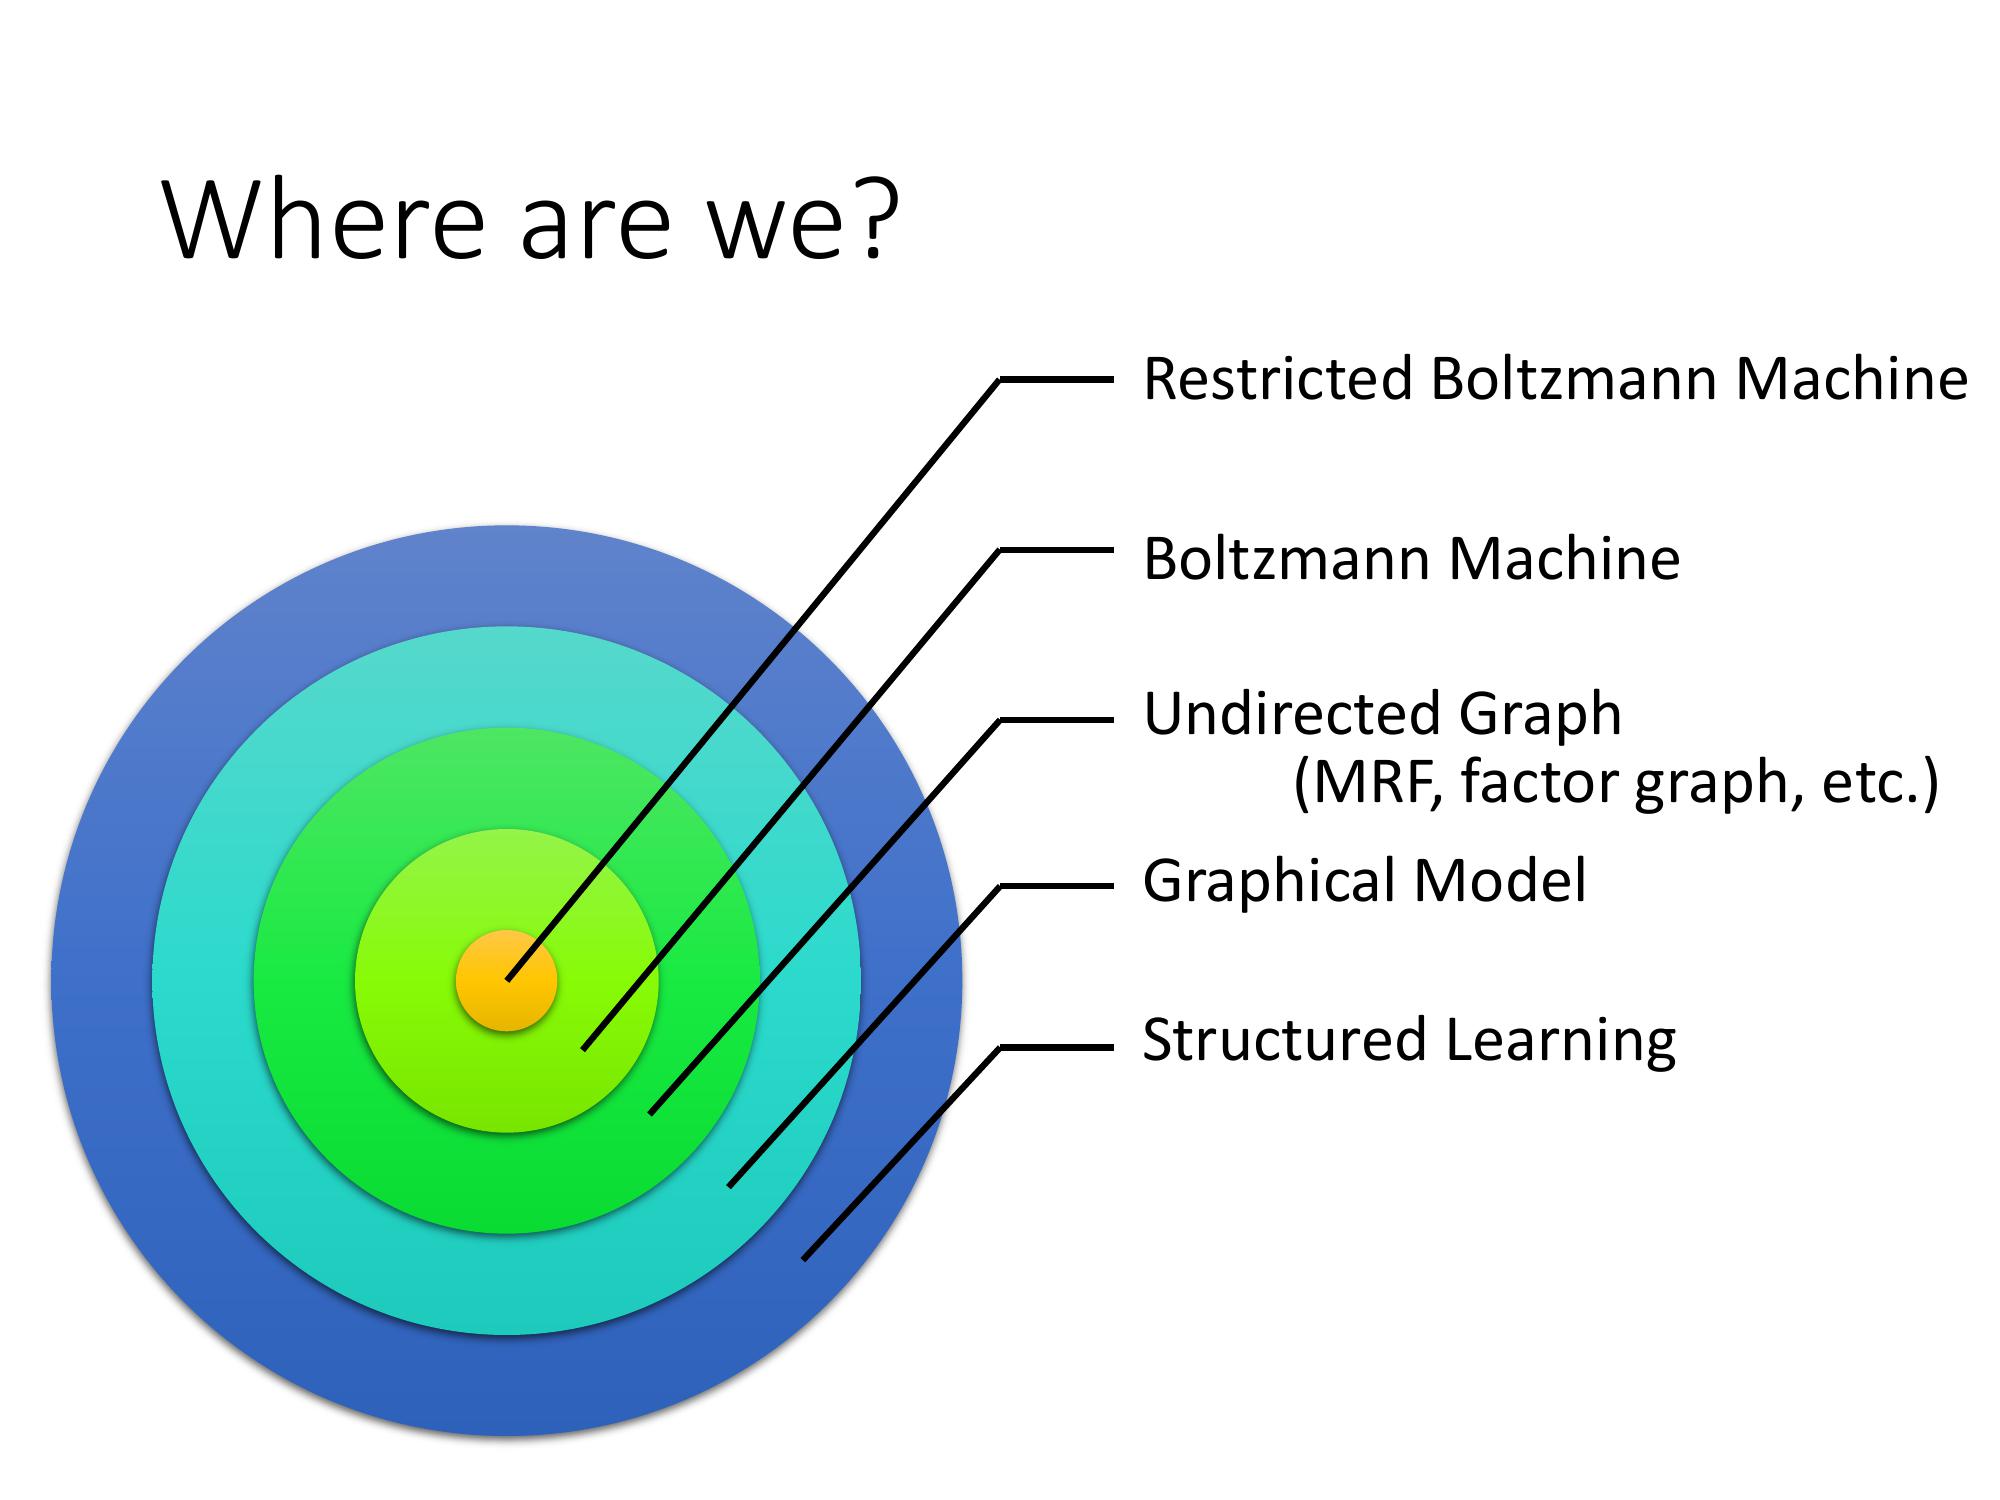 Where are we?
Restricted Boltzmann Machine
Boltzmann Machine
Undirected Graph
(MRF, factor graph, etc.)
Graphical Model
Structured Learning